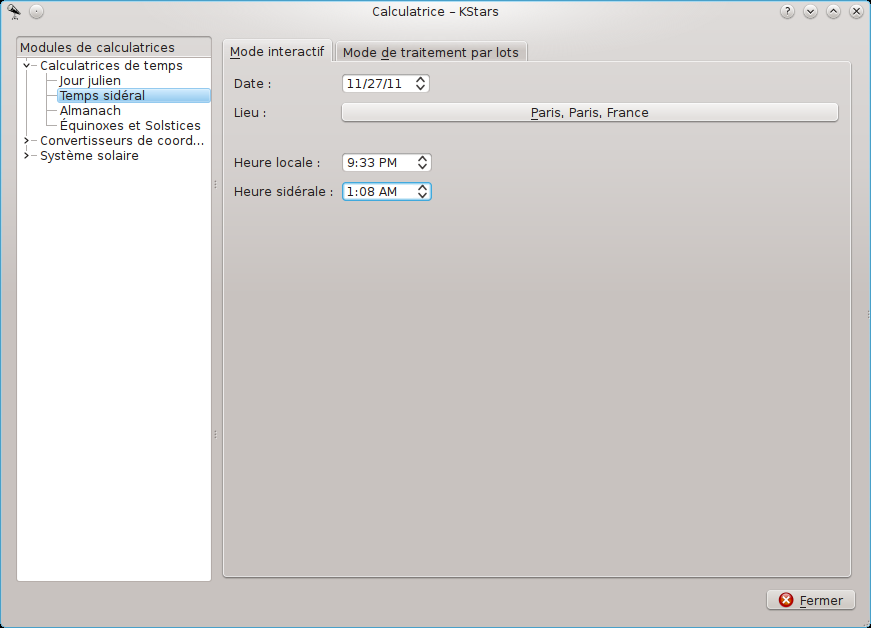 Calculatrice – KStars
Modules de calculatrices
Calculatrices de temps
Jour julien
Temps sidéral
Almanach
Équinoxes et Solstices
Convertisseurs de coord...
Système solaire
Mode interactif
Mode de traitement par lots
Date :
11/27/11
Lieu :
Paris, Paris, France
Heure locale :
9:33 PM
Heure sidérale :
1:08 AM
Fermer